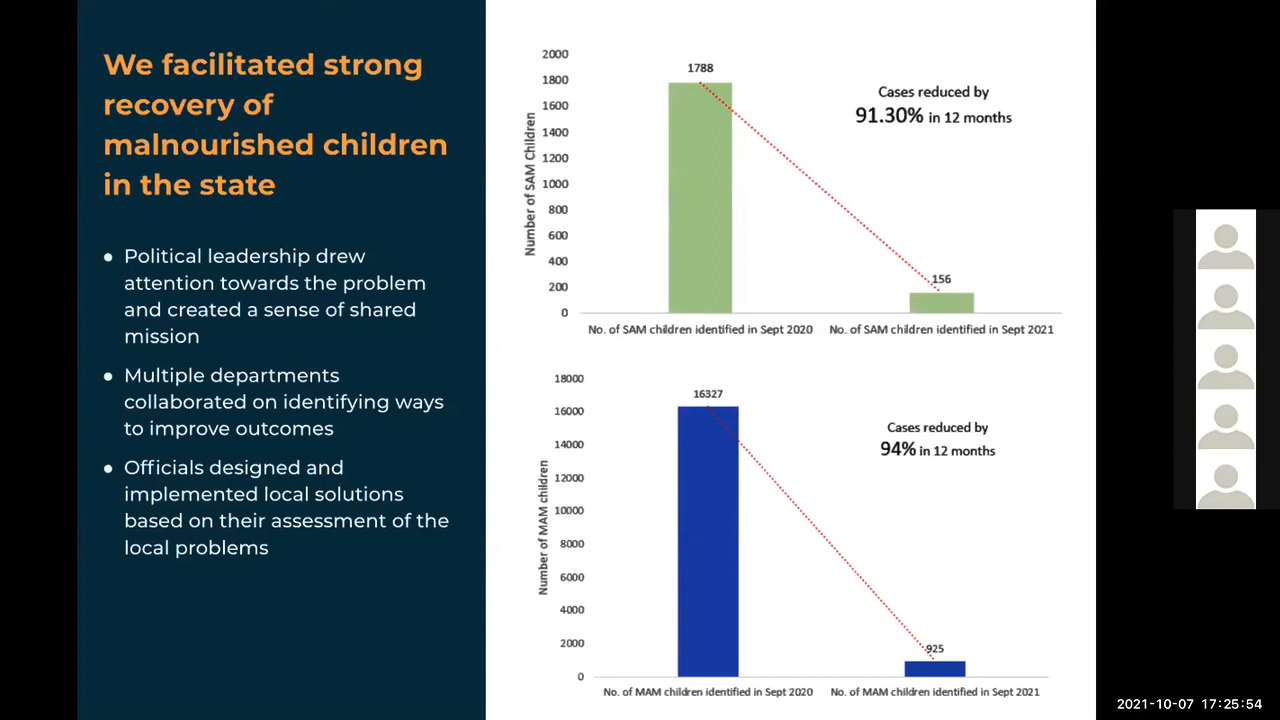 We facilitated strong
recovery of
malnourished children
in the state
● Political leadership drew
attention towards the problem
and created a sense of shared
mission
● Multiple departments
collaborated on identifying ways
to improve outcomes
● Officials designed and
implemented local solutions
based on their assessment of the
local problems
Number of SAM Children
2000
1800
1600
1400
1200
1000
800
600
400
200
0
1788
156
Cases reduced by
91.30% in 12 months
No. of SAM children identified in Sept 2020
No. of SAM children identified in Sept 2021
Number of MAM children
18000
16000
14000
12000
10000
8000
6000
4000
2000
0
16327
925
Cases reduced by
94% in 12 months
No. of MAM children identified in Sept 2020
No. of MAM children identified in Sept 2021
2021-10-07 17:25:54